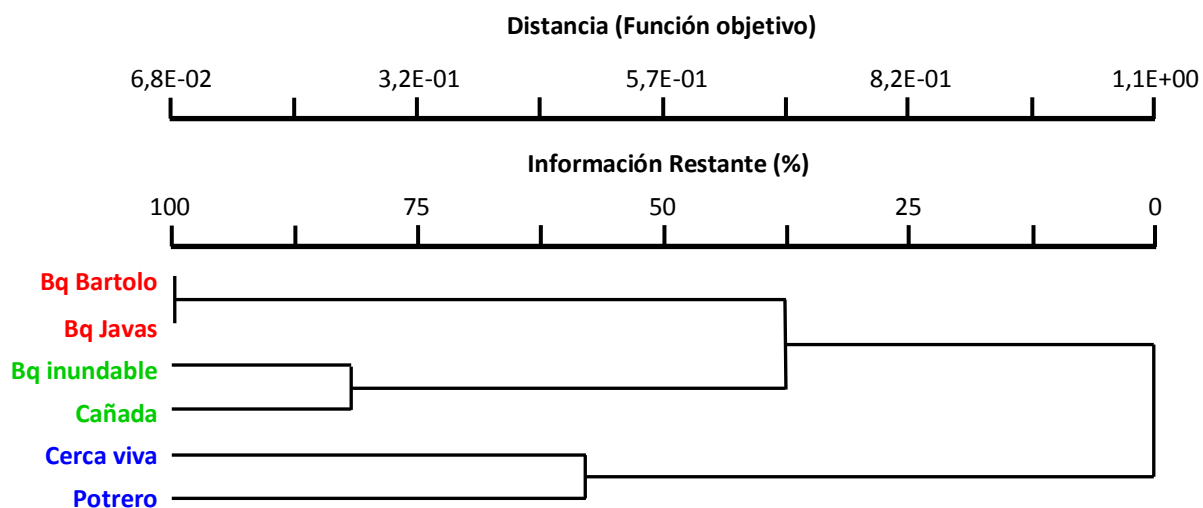 Distancia (Función objetivo)
6,8E-02 3,2E-01 5,7E-01 8,2E-01 1,1E+00
Información Restante (%)
100 75 50 25 0
Bq Bartolo
Bq Javas
Bq inundable
Cañada
Cerca viva
Potrero